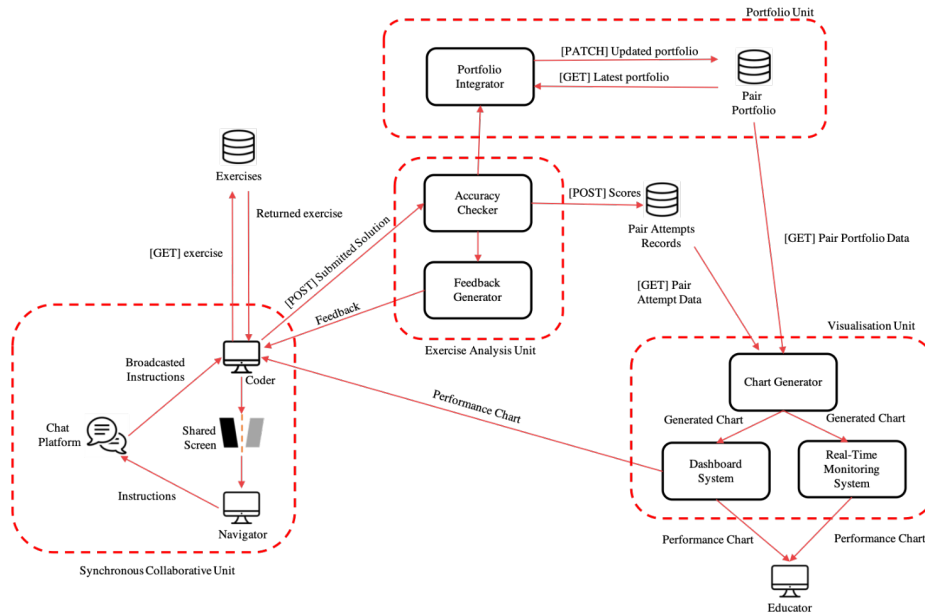 Portfolio Unit
[PATCH] Updated portfolio
Portfolio
Integrator
[GET] Latest portfolio
Pair
Portfolio
Exercises
Returned exercise
[GET] exercise
[POST] Submitted Solution
Accuracy
Checker
[POST] Scores
Pair Attempts
Records
[GET] Pair Portfolio Data
Feedback
Generator
[GET] Pair
Attempt Data
Feedback
Exercise Analysis Unit
Visualisation Unit
Broadcasted
Instructions
Coder
Chart Generator
Performance Chart
Generated Chart
Generated Chart
Chat
Platform
Shared
Screen
Dashboard
System
Real-Time
Monitoring
System
Instructions
Navigator
Performance Chart
Performance Chart
Synchronous Collaborative Unit
Educator